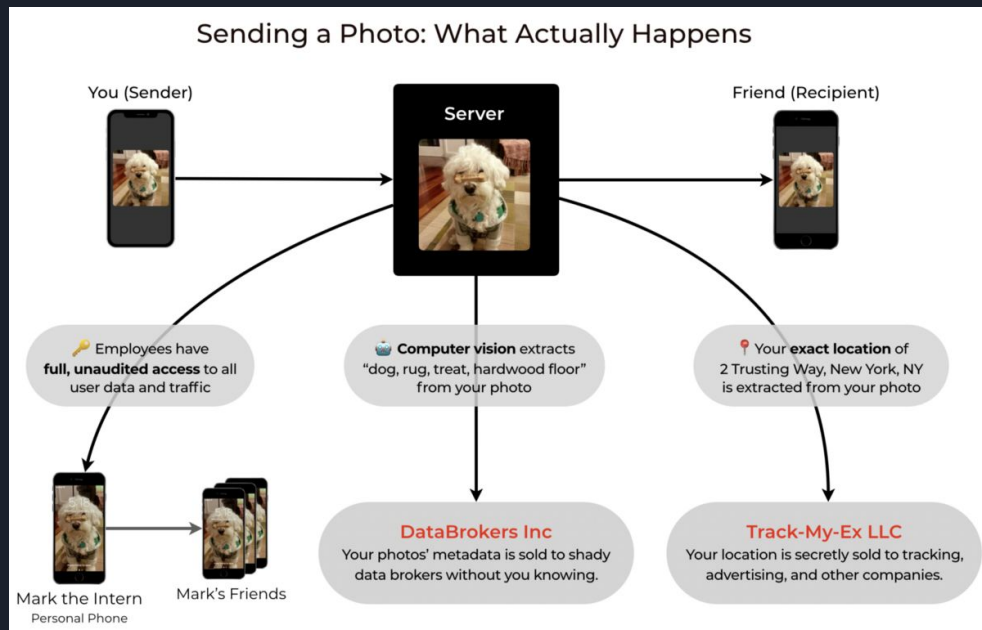 Sending a Photo: What Actually Happens
You (Sender)
Server
Friend (Recipient)
🔑 Employees have
full, unaudited access to all
user data and traffic
🤖 Computer vision extracts
“dog, rug, treat, hardwood floor”
from your photo
📍 Your exact location of
2 Trusting Way, New York, NY
is extracted from your photo
Mark the Intern
Personal Phone
Mark’s Friends
DataBrokers Inc
Your photos’ metadata is sold to shady
data brokers without you knowing.
Track-My-Ex LLC
Your location is secretly sold to tracking,
advertising, and other companies.